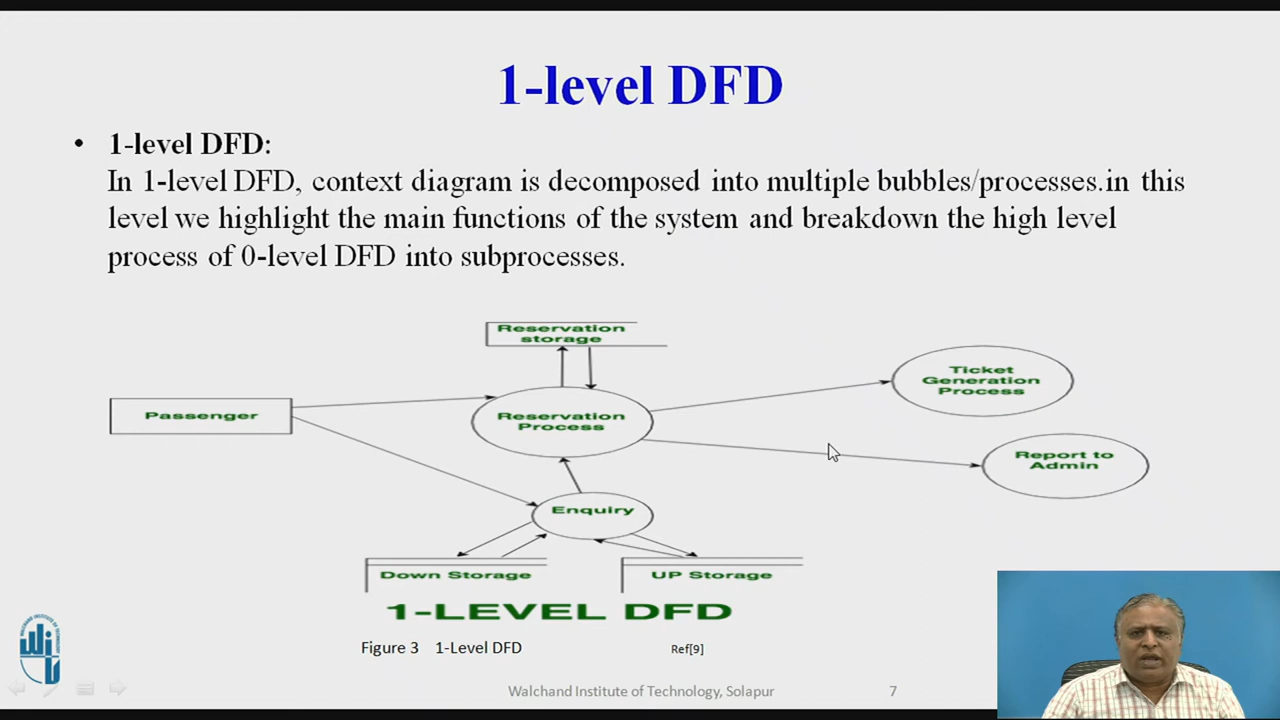 1-level DFD
• 1-level DFD:
In 1-level DFD, context diagram is decomposed into multiple bubbles/processes.in this
level we highlight the main functions of the system and breakdown the high level
process of 0-level DFD into subprocesses.
Reservation
storage
Passenger
Reservation
Process
Ticket
Generation
Process
Report to
Admin
Enquiry
Down Storage
UP Storage
1-LEVEL DFD
Figure 3 1-Level DFD
Ref[9]
Walchand Institute of Technology, Solapur
7